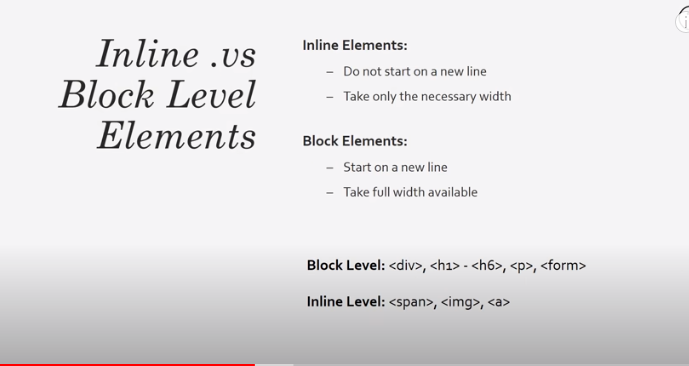 Inline .vs
Block Level
Elements
Inline Elements:
– Do not start on a new line
– Take only the necessary width
Block Elements:
– Start on a new line
– Take full width available
Block Level: <div>, <h1> - <h6>, <p>, <form>
Inline Level: <span>, <img>, <a>